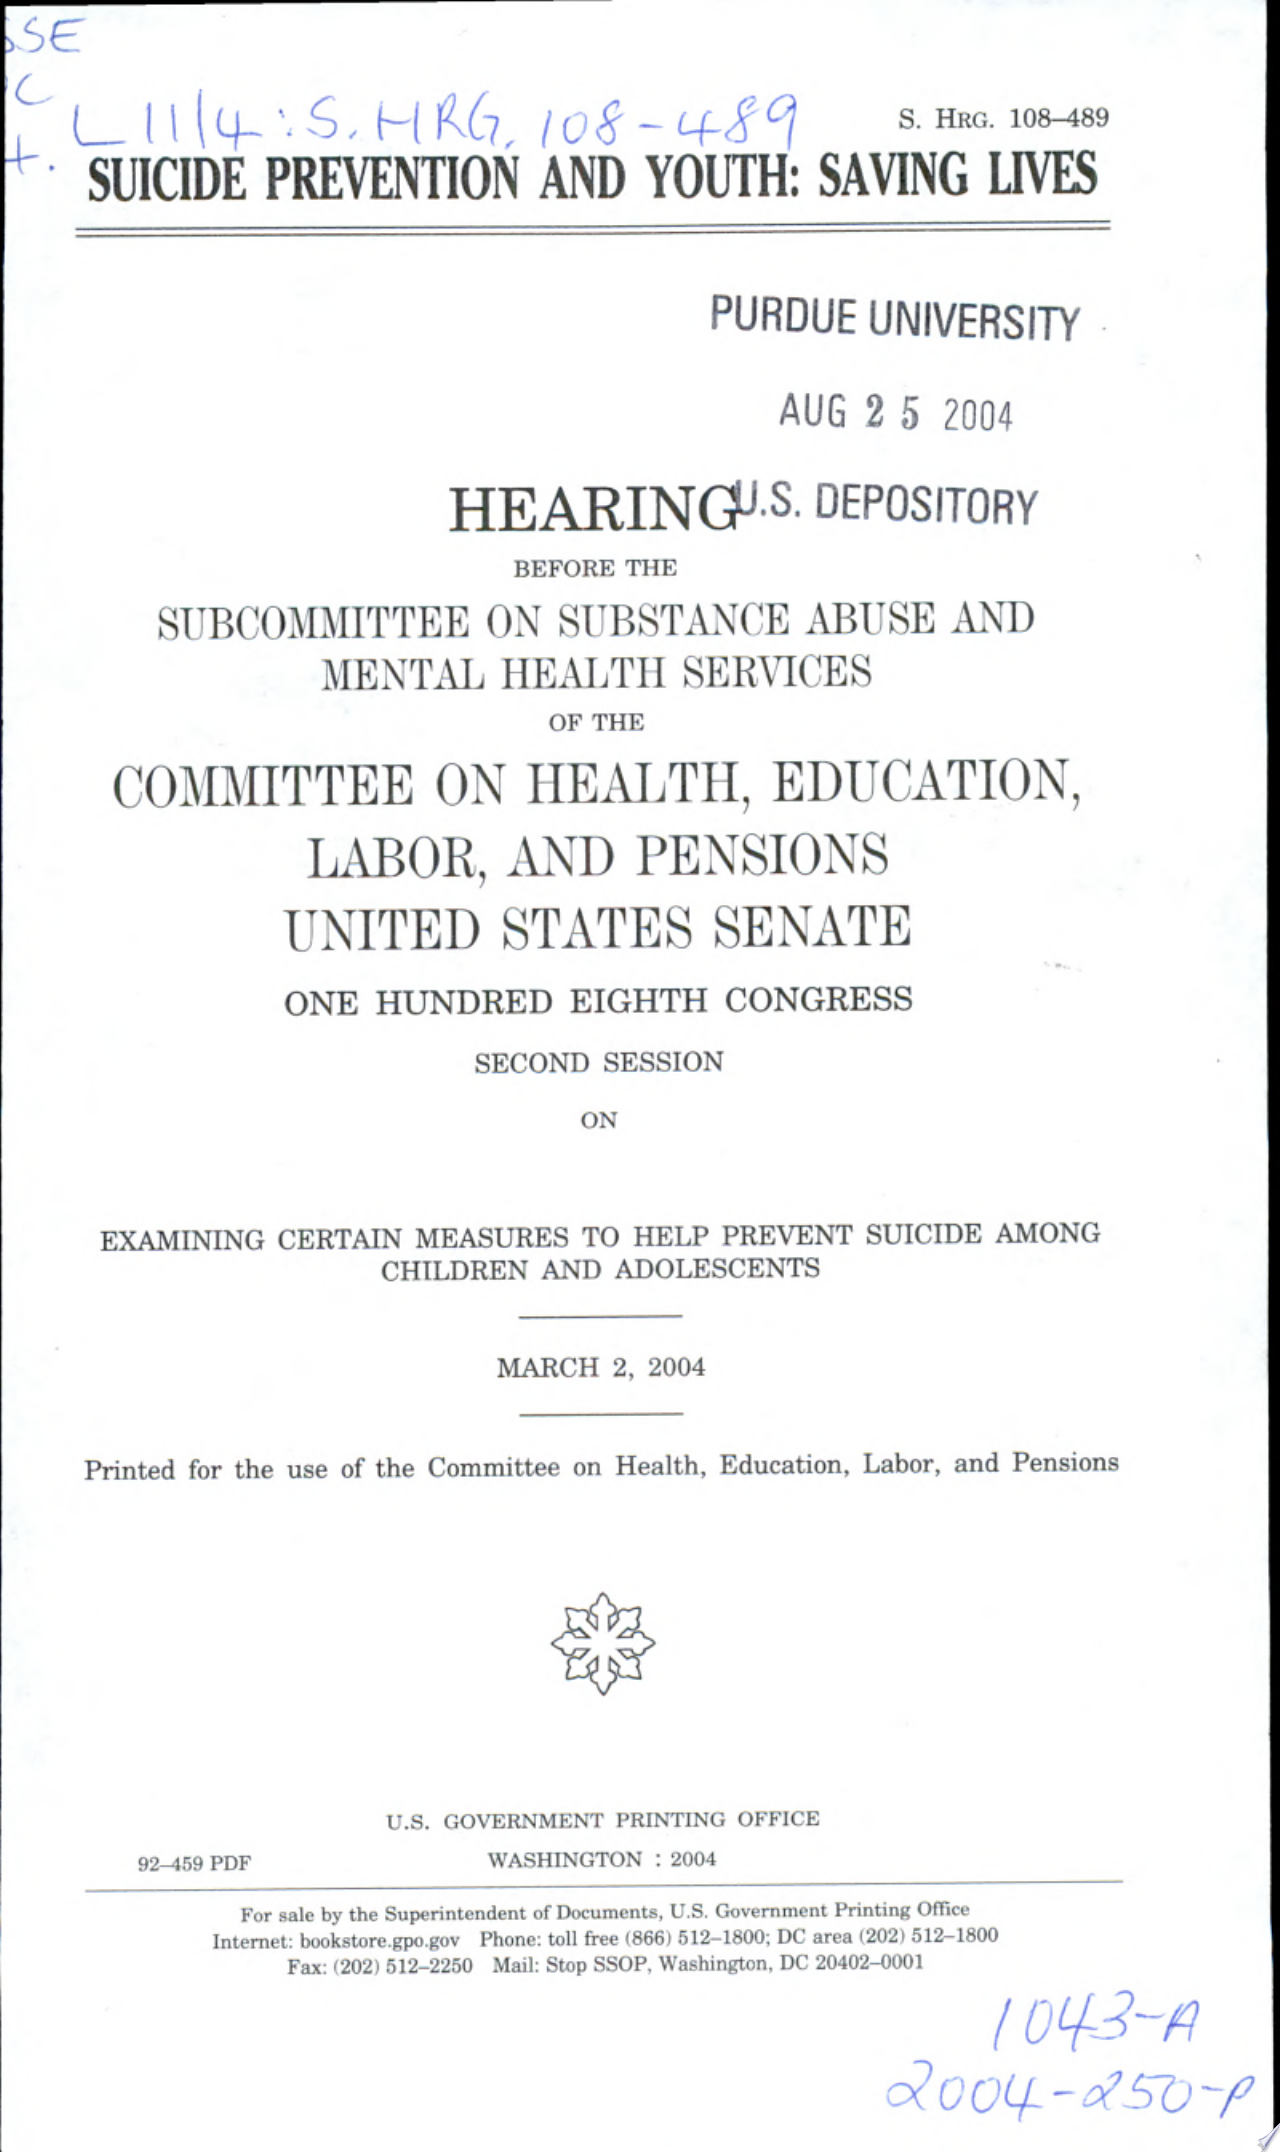 SSE
C
L 11/4: S. HRG. 108-489
S. HRG. 108–489
t.
SUICIDE PREVENTION AND YOUTH: SAVING LIVES
PURDUE UNIVERSITY
AUG 25 2004
U.S. DEPOSITORY
HEARING
BEFORE THE
SUBCOMMITTEE ON SUBSTANCE ABUSE AND
MENTAL HEALTH SERVICES
OF THE
COMMITTEE ON HEALTH, EDUCATION,
LABOR, AND PENSIONS
UNITED STATES SENATE
ONE HUNDRED EIGHTH CONGRESS
SECOND SESSION
ON
EXAMINING CERTAIN MEASURES TO HELP PREVENT SUICIDE AMONG
CHILDREN AND ADOLESCENTS
MARCH 2, 2004
Printed for the use of the Committee on Health, Education, Labor, and Pensions
U.S. GOVERNMENT PRINTING OFFICE
92–459 PDF
WASHINGTON : 2004
For sale by the Superintendent of Documents, U.S. Government Printing Office
Internet: bookstore.gpo.gov Phone: toll free (866) 512–1800; DC area (202) 512–1800
Fax: (202) 512–2250 Mail: Stop SSOP, Washington, DC 20402–0001
1043-A
2004-250-P